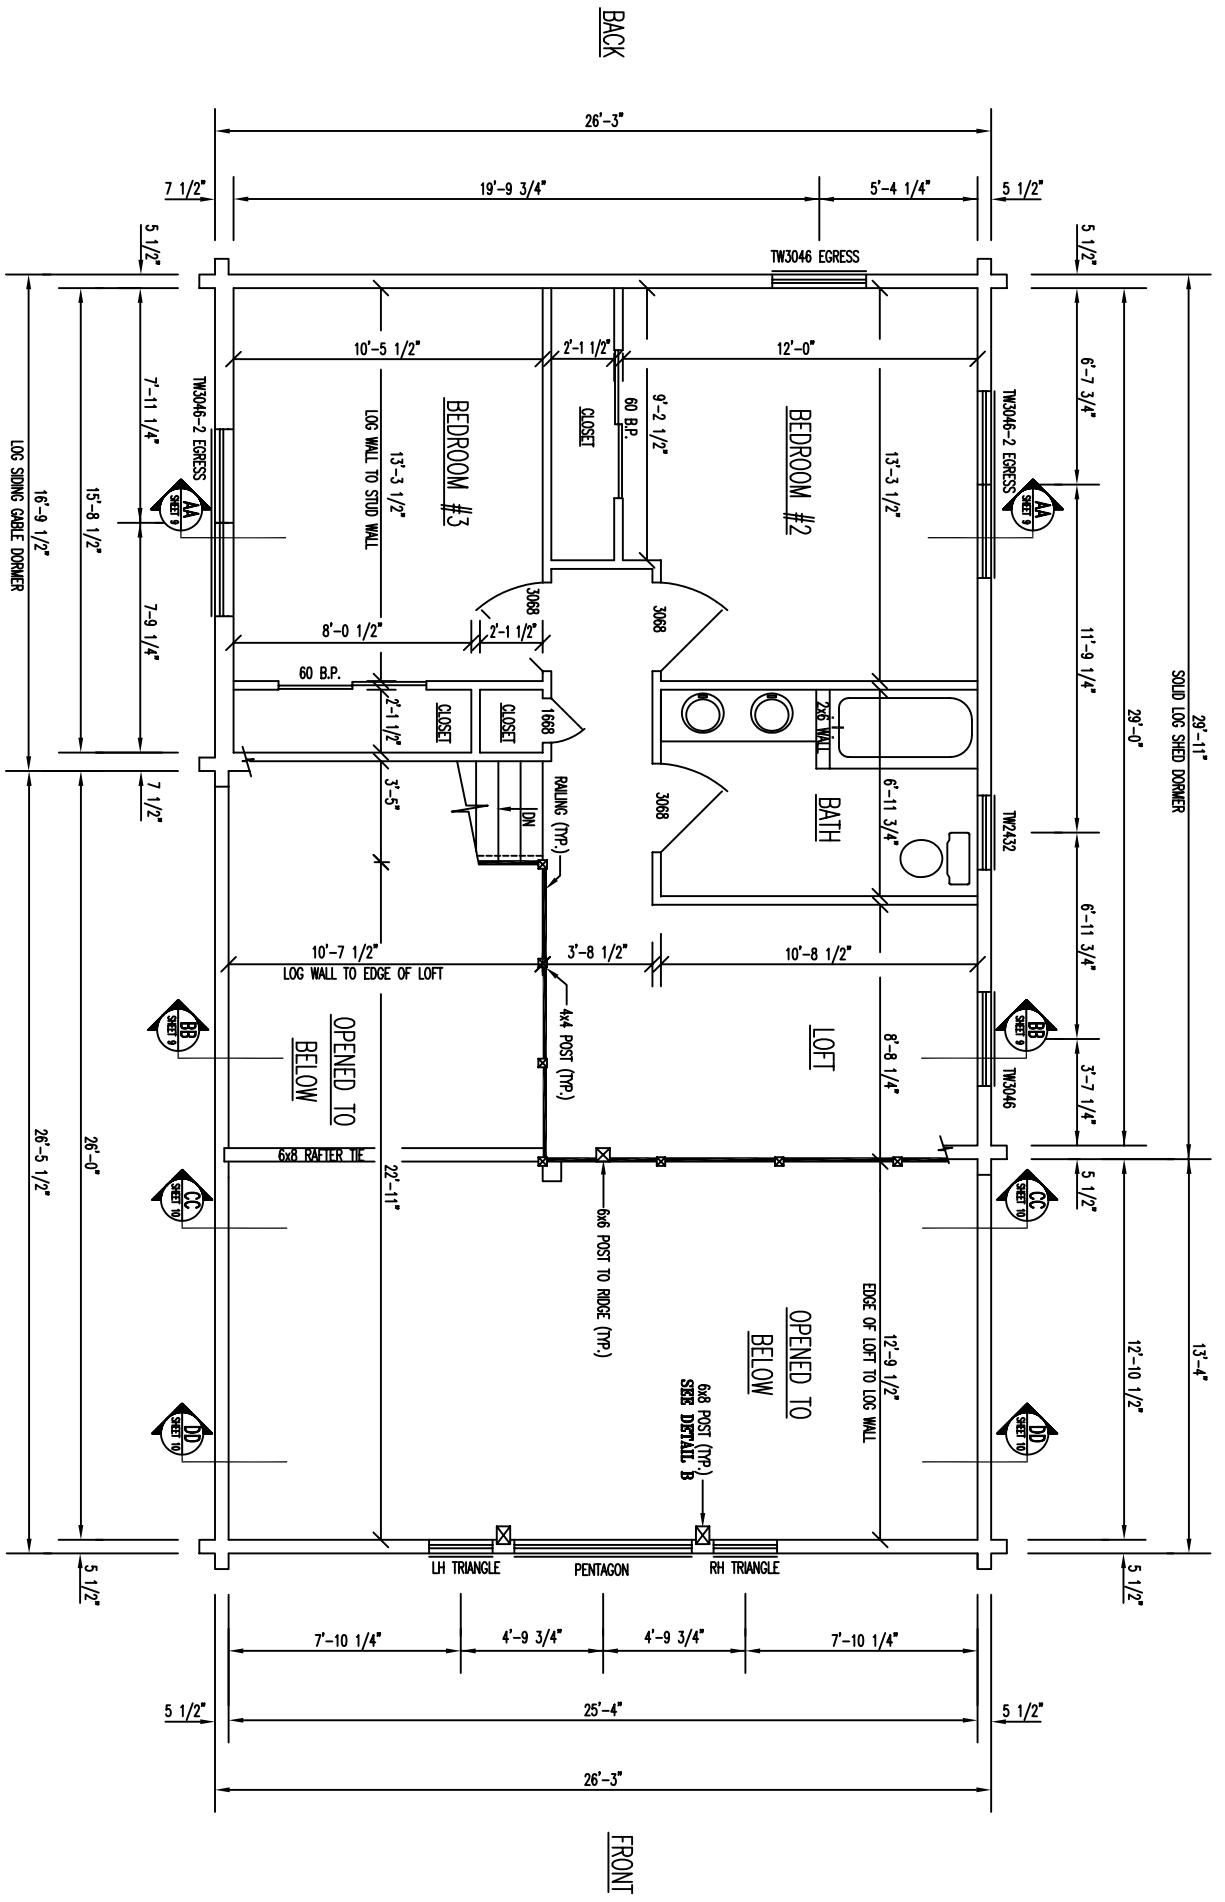 BACK
26'-3"
7 1/2"
19'-9 3/4"
5'-4 1/4"
5 1/2"
5 1/2"
5 1/2"
TW3046 EGRESS
29'-11"
SOLID LOG SHED DORMER
29'-0"
6'-7 3/4"
11'-9 1/4"
6'-11 3/4"
3'-7 1/4"
5 1/2"
13'-4"
12'-10 1/2"
5 1/2"
TW3046-2 EGRESS
TW2432
TW3046
AA
SHEET 9
BB
SHEET 9
CC
SHEET 10
DD
SHEET 10
10'-5 1/2"
2'-1 1/2"
12'-0"
BEDROOM #2
13'-3 1/2"
9'-2 1/2"
60 B.P.
CLOSET
BEDROOM #3
13'-3 1/2"
LOG WALL TO STUD WALL
3068
3068
8'-0 1/2"
2'-1 1/2"
60 B.P.
2'-1 1/2"
CLOSET
CLOSET
1668
2x6 WALL
BATH
6'-11 3/4"
3068
3'-5"
DN
RAILING (TYP.)
10'-7 1/2"
LOG WALL TO EDGE OF LOFT
3'-8 1/2"
10'-8 1/2"
4x4 POST (TYP.)
LOFT
8'-8 1/4"
OPENED TO
BELOW
6x8 RAFTER TIE
22'-11"
6x6 POST TO RIDGE (TYP.)
OPENED TO
BELOW
12'-9 1/2"
EDGE OF LOFT TO LOG WALL
6x8 POST (TYP.)
SEE DETAIL B
LH TRIANGLE
PENTAGON
RH TRIANGLE
TW3046-2 EGRESS
AA
SHEET 9
BB
SHEET 9
CC
SHEET 10
DD
SHEET 10
7'-11 1/4"
7'-9 1/4"
7 1/2"
15'-8 1/2"
26'-0"
16'-9 1/2"
LOG SIDING GABLE DORMER
26'-5 1/2"
5 1/2"
7'-10 1/4"
4'-9 3/4"
4'-9 3/4"
7'-10 1/4"
5 1/2"
25'-4"
5 1/2"
26'-3"
FRONT